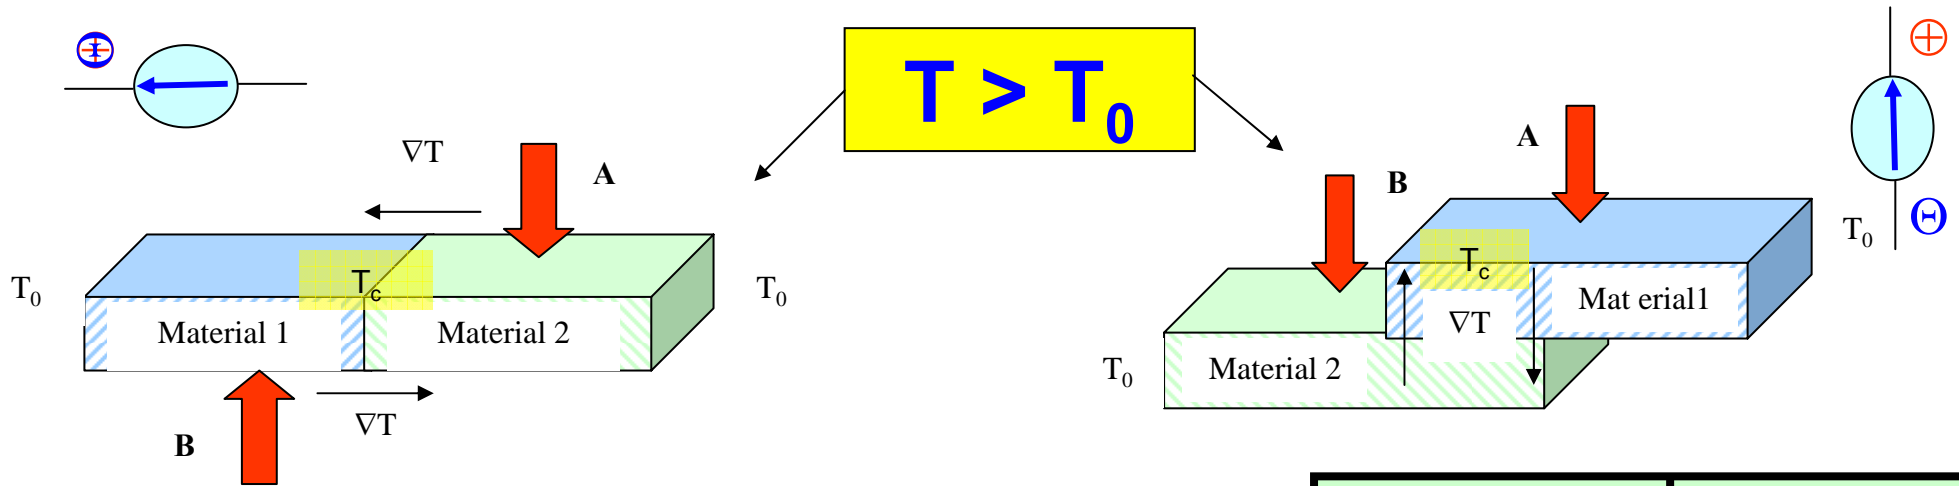 T > T₀
⊕
Θ
∇T
A
Tc
T₀
Material 1
Material 2
T₀
∇T
B
A
B
T₀
Tc
Mat erial1
∇T
T₀
Material 2
⊕
Θ